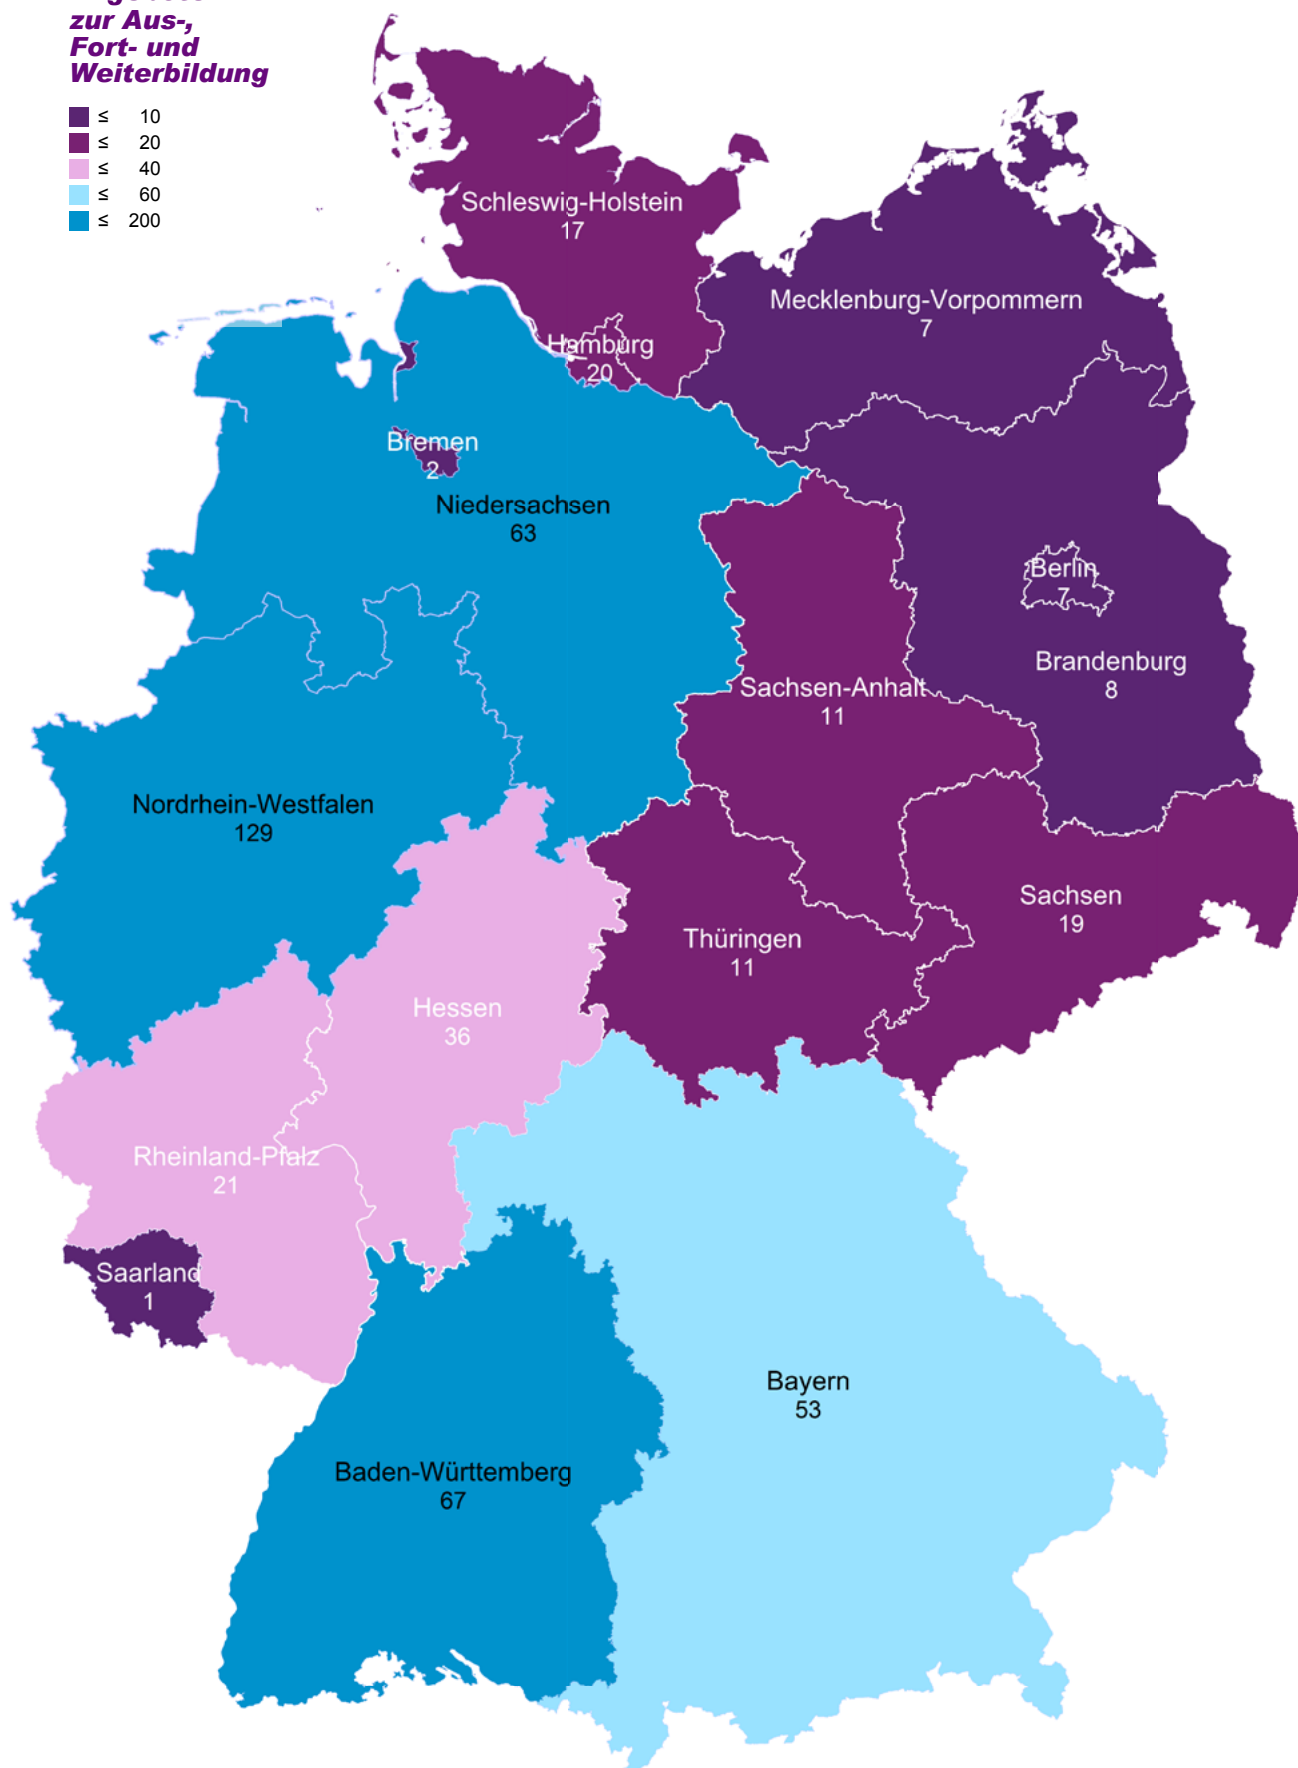 zur Aus-,
Fort- und
Weiterbildung
≤ 10
≤ 20
≤ 40
≤ 60
≤ 200
Schleswig-Holstein
17
Mecklenburg-Vorpommern
7
Hamburg
20
Bremen
2
Niedersachsen
63
Berlin
7
Brandenburg
8
Sachsen-Anhalt
11
Nordrhein-Westfalen
129
Sachsen
19
Thüringen
11
Hessen
36
Rheinland-Pfalz
21
Saarland
1
Bayern
53
Baden-Württemberg
67